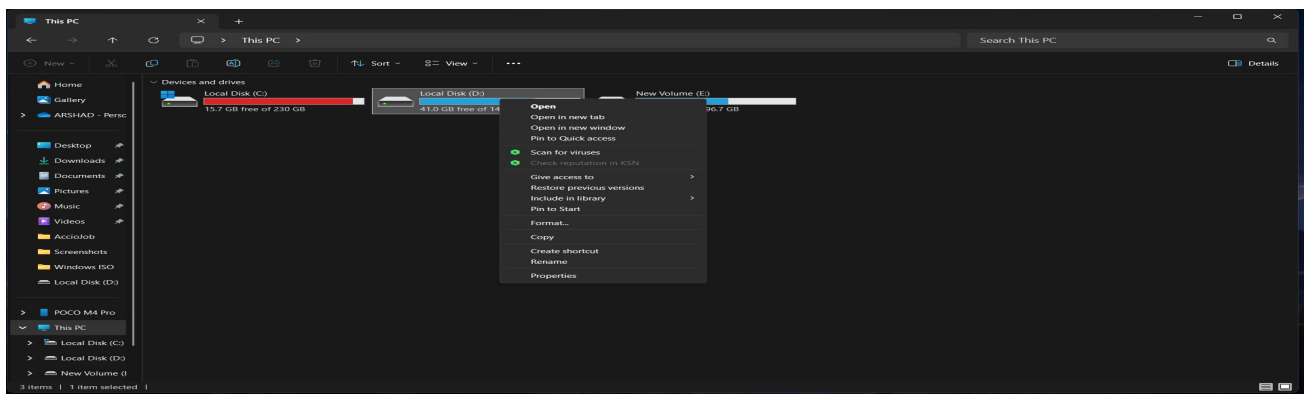 This PC
This PC
Search This PC
New
Sort
View
Details
Home
Gallery
ARSHAD - Persc
Desktop
Downloads
Documents
Pictures
Music
Videos
AccioJob
Screenshots
Windows ISO
Local Disk (D:)
POCO M4 Pro
This PC
Local Disk (C:)
Local Disk (D:)
New Volume (I
Devices and drives
Local Disk (C:)
15.7 GB free of 230 GB
Local Disk (D:)
41.0 GB free of 14
New Volume (E:)
96.7 GB
Open
Open in new tab
Open in new window
Pin to Quick access
Scan for viruses
Check reputation in KSN
Give access to
Restore previous versions
Include in library
Pin to Start
Format...
Copy
Create shortcut
Rename
Properties
3 items | 1 item selected |